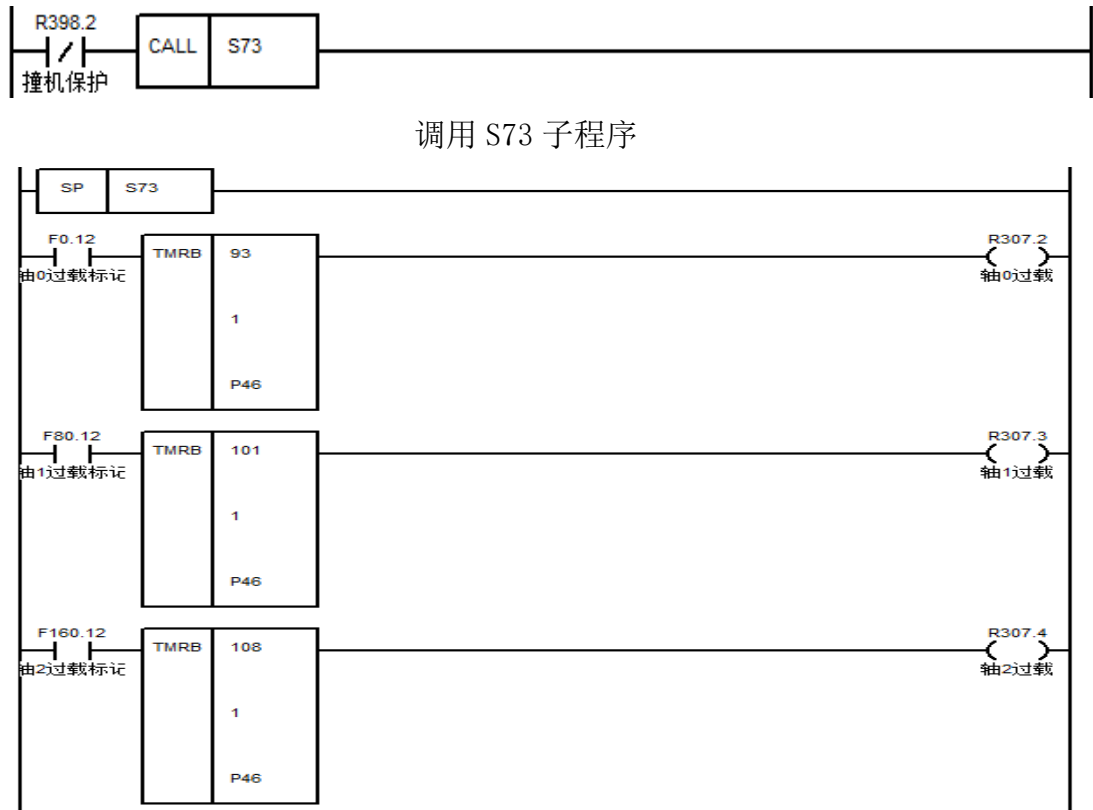 R398.2
CALL S73
撞机保护
调用 S73 子程序
SP S73
F0.12
TMRB 93
R307.2
轴0过载标记
轴0过载
1
P46
F80.12
TMRB 101
R307.3
轴1过载标记
轴1过载
1
P46
F160.12
TMRB 108
R307.4
轴2过载标记
轴2过载
1
P46